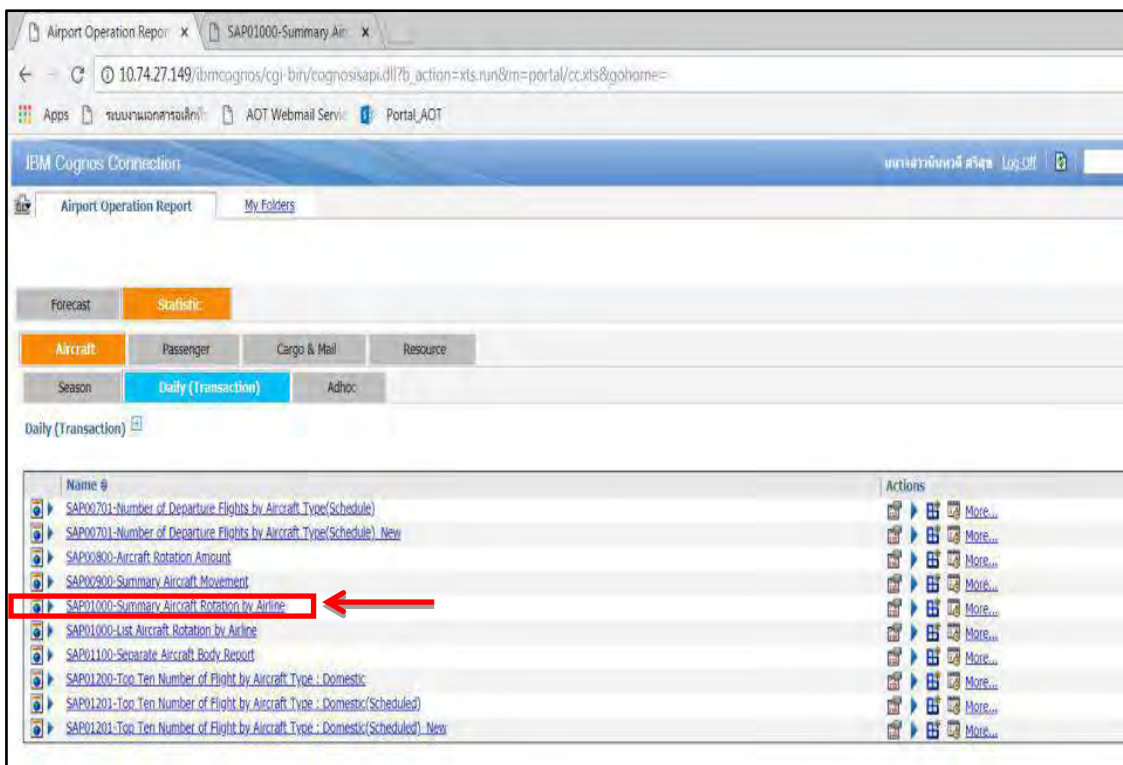 Airport Operation Repor x SAP01000-Summary Air x
10.74.27.149/ibmcognos/cgi-bin/cognosisapi.dll?b_action=xts.run&m=portal/cc.xts&gohome=
Apps AOT Webmail Servic Portal_AOT
IBM Cognos Connection Log Off
Airport Operation Report My Folders
Forecast Statistic
Aircraft Passenger Cargo & Mail Resource
Season Daily (Transaction) Adhoc
Daily (Transaction)
Name Actions
SAP00701-Number of Departure Flights by Aircraft Type(Schedule) More...
SAP00701-Number of Departure Flights by Aircraft Type(Schedule)_New More...
SAP00800-Aircraft Rotation Amount More...
SAP00900-Summary Aircraft Movement More...
SAP01000-Summary Aircraft Rotation by Airline More...
SAP01000-List Aircraft Rotation by Airline More...
SAP01100-Separate Aircraft Body Report More...
SAP01200-Top Ten Number of Flight by Aircraft Type : Domestic More...
SAP01201-Top Ten Number of Flight by Aircraft Type : Domestic(Scheduled) More...
SAP01201-Top Ten Number of Flight by Aircraft Type : Domestic(Scheduled)_New More...